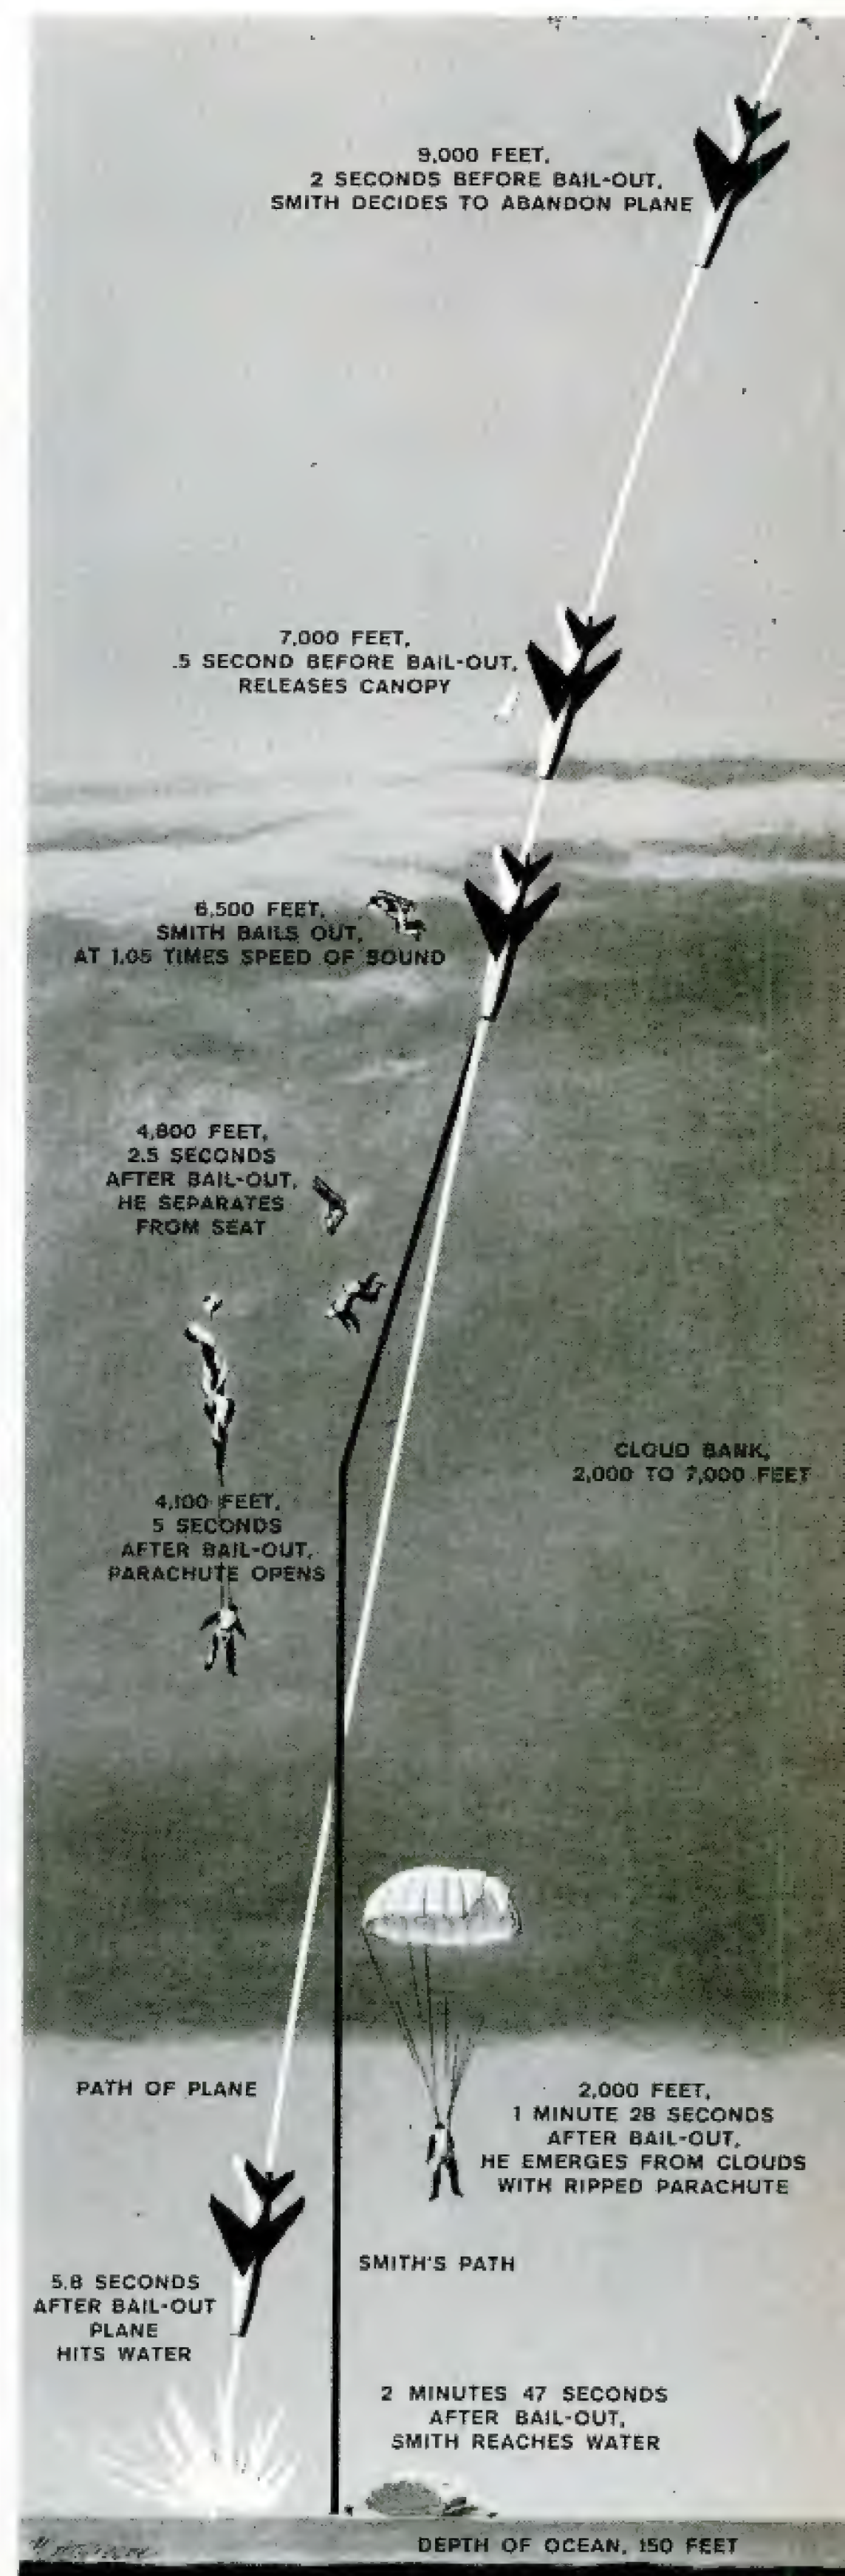 9,000 FEET,
2 SECONDS BEFORE BAIL-OUT,
SMITH DECIDES TO ABANDON PLANE
7,000 FEET,
.5 SECOND BEFORE BAIL-OUT,
RELEASES CANOPY
6,500 FEET,
SMITH BAILS OUT,
AT 1.05 TIMES SPEED OF SOUND
4,800 FEET,
2.5 SECONDS
AFTER BAIL-OUT,
HE SEPARATES
FROM SEAT
CLOUD BANK,
2,000 TO 7,000 FEET
4,100 FEET,
5 SECONDS
AFTER BAIL-OUT,
PARACHUTE OPENS
PATH OF PLANE
2,000 FEET,
1 MINUTE 28 SECONDS
AFTER BAIL-OUT,
HE EMERGES FROM CLOUDS
WITH RIPPED PARACHUTE
SMITH'S PATH
5.8 SECONDS
AFTER BAIL-OUT
PLANE
HITS WATER
2 MINUTES 47 SECONDS
AFTER BAIL-OUT,
SMITH REACHES WATER
DEPTH OF OCEAN, 150 FEET